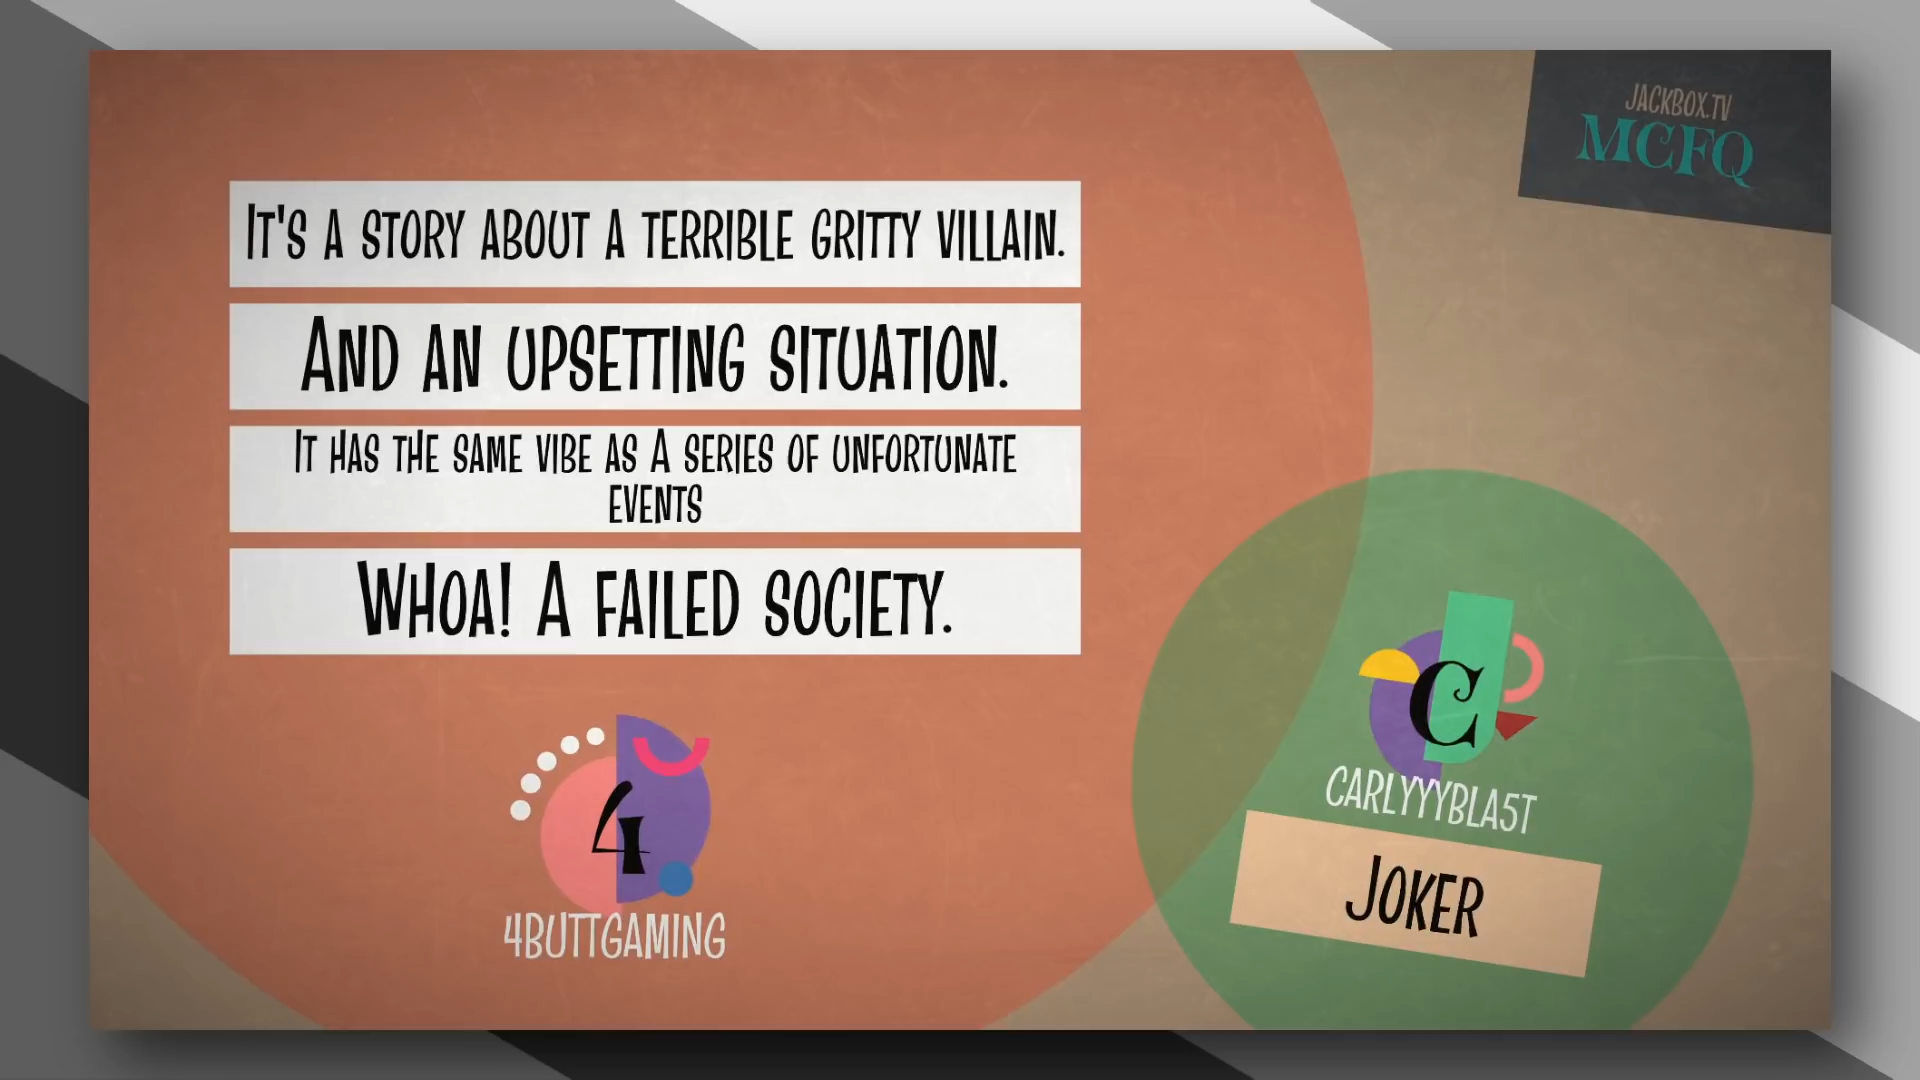 JACKBOX.TV
MCFQ
IT'S A STORY ABOUT A TERRIBLE GRITTY VILLAIN.
AND AN UPSETTING SITUATION.
IT HAS THE SAME VIBE AS A SERIES OF UNFORTUNATE
EVENTS
WHOA! A FAILED SOCIETY.
C
CARLYYYBLA5T
JOKER
4
4BUTTGAMING